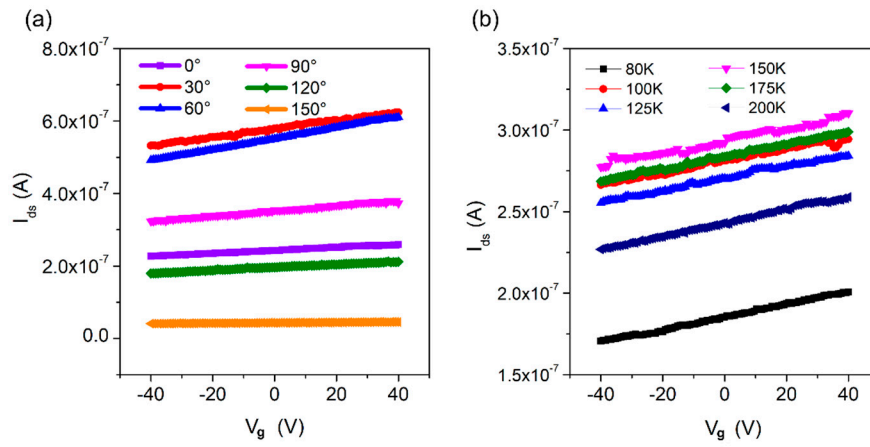 (a)
8.0x10⁻⁷
6.0x10⁻⁷
4.0x10⁻⁷
2.0x10⁻⁷
0.0
I_ds (A)
0° 90°
30° 120°
60° 150°
-40 -20 0 20 40
V_g (V)
(b)
3.5x10⁻⁷
3.0x10⁻⁷
2.5x10⁻⁷
2.0x10⁻⁷
1.5x10⁻⁷
I_ds (A)
80K 150K
100K 175K
125K 200K
-40 -20 0 20 40
V_g (V)